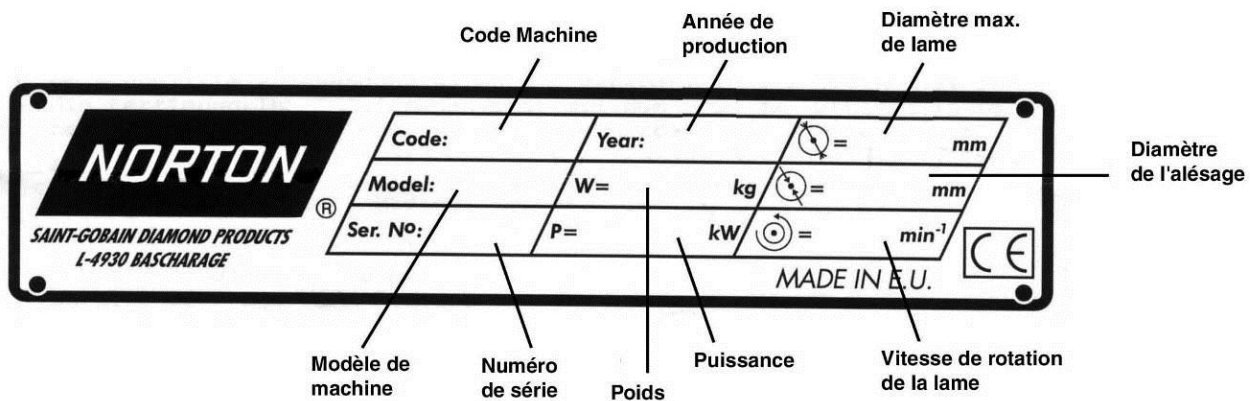 Code Machine
Année de
production
Diamètre max.
de lame
NORTON
®
SAINT-GOBAIN DIAMOND PRODUCTS
L-4930 BASCHARAGE
Code:
Year:
= mm
Model:
W= kg
= mm
Ser. Nº:
P= kW
= min⁻¹
MADE IN E.U.
CE
Diamètre
de l'alésage
Modèle de
machine
Numéro
de série
Poids
Puissance
Vitesse de rotation
de la lame